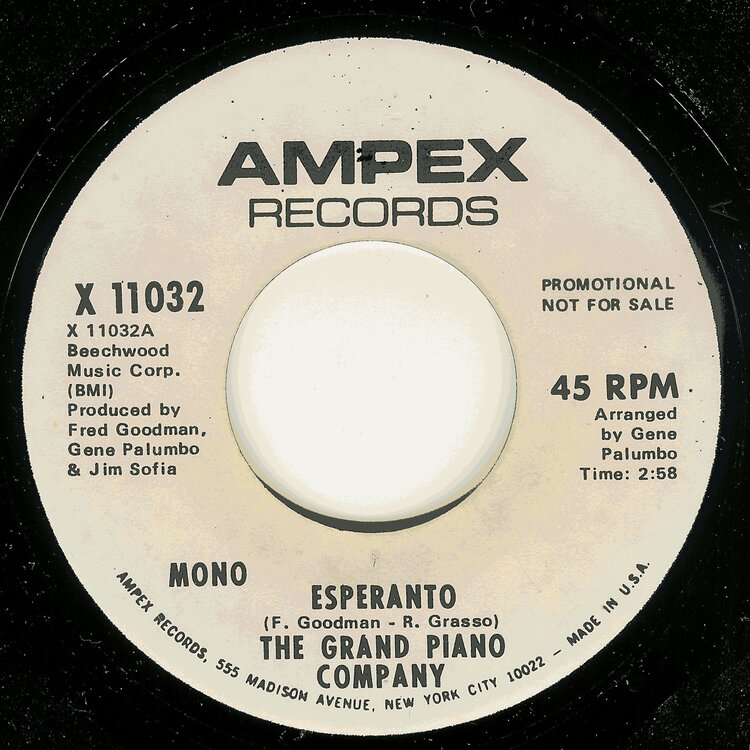 AMPEX
RECORDS
X 11032
X 11032A
Beechwood
Music Corp.
(BMI)
Produced by
Fred Goodman,
Gene Palumbo
& Jim Sofia
PROMOTIONAL
NOT FOR SALE
45 RPM
Arranged
by Gene
Palumbo
Time: 2:58
MONO
ESPERANTO
(F. Goodman - R. Grasso)
THE GRAND PIANO
COMPANY
AMPEX RECORDS, 555 MADISON AVENUE, NEW YORK CITY 10022 - MADE IN U.S.A.